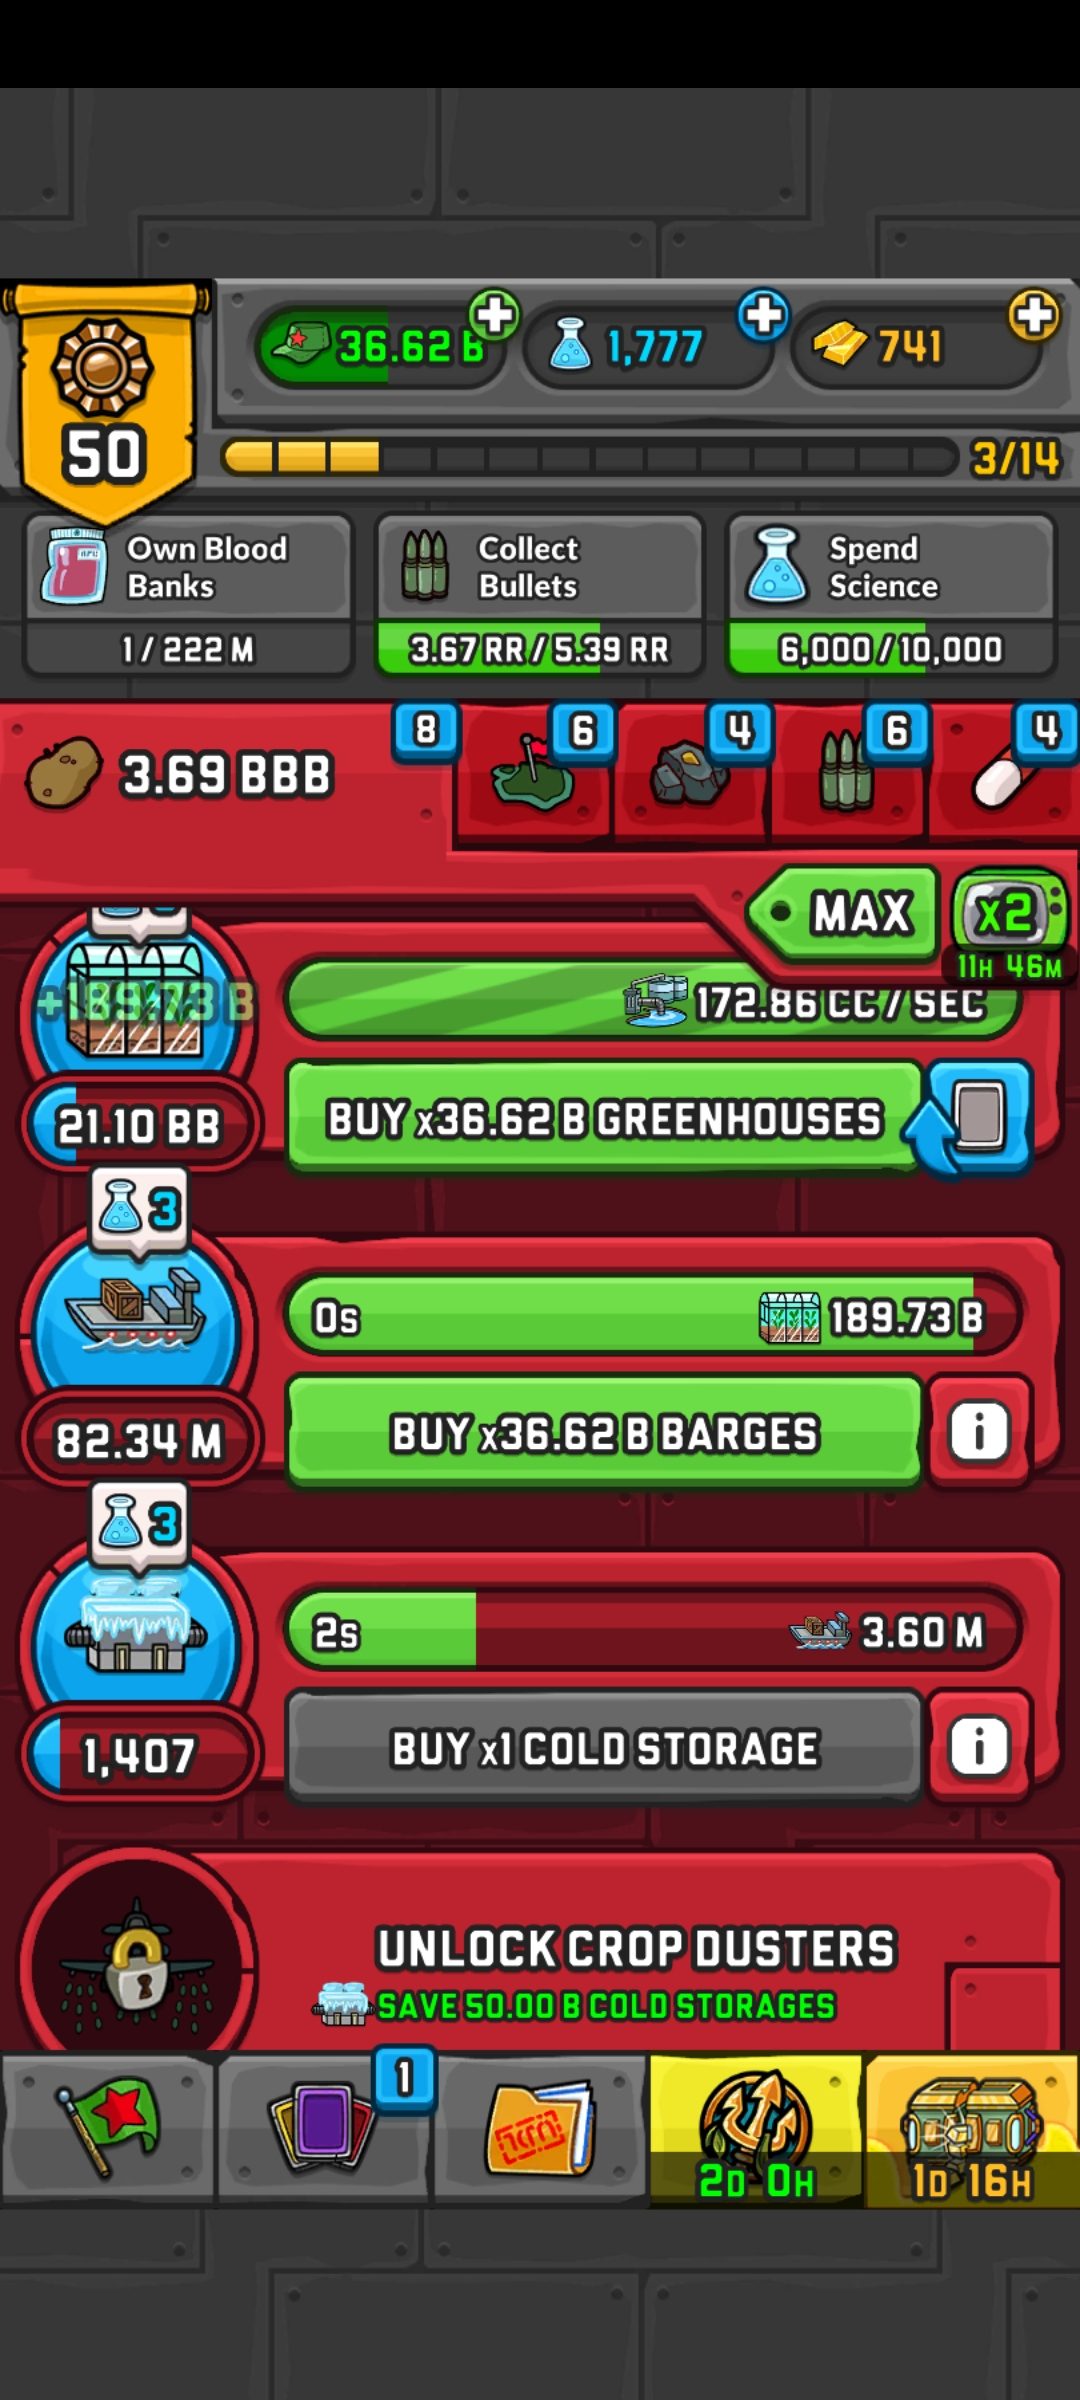 36.62 B
1,777
741
50
3/14
Own Blood
Banks
1 / 222 M
Collect
Bullets
3.67 RR / 5.39 RR
Spend
Science
6,000 / 10,000
3.69 BBB
8
6
4
6
4
MAX
x2
11H 46M
+189.73 B
172.86 CC / SEC
21.10 BB
BUY x36.62 B GREENHOUSES
3
0s
189.73 B
82.34 M
BUY x36.62 B BARGES
i
3
2s
3.60 M
1,407
BUY x1 COLD STORAGE
i
UNLOCK CROP DUSTERS
SAVE 50.00 B COLD STORAGES
1
2D 0H
1D 16H